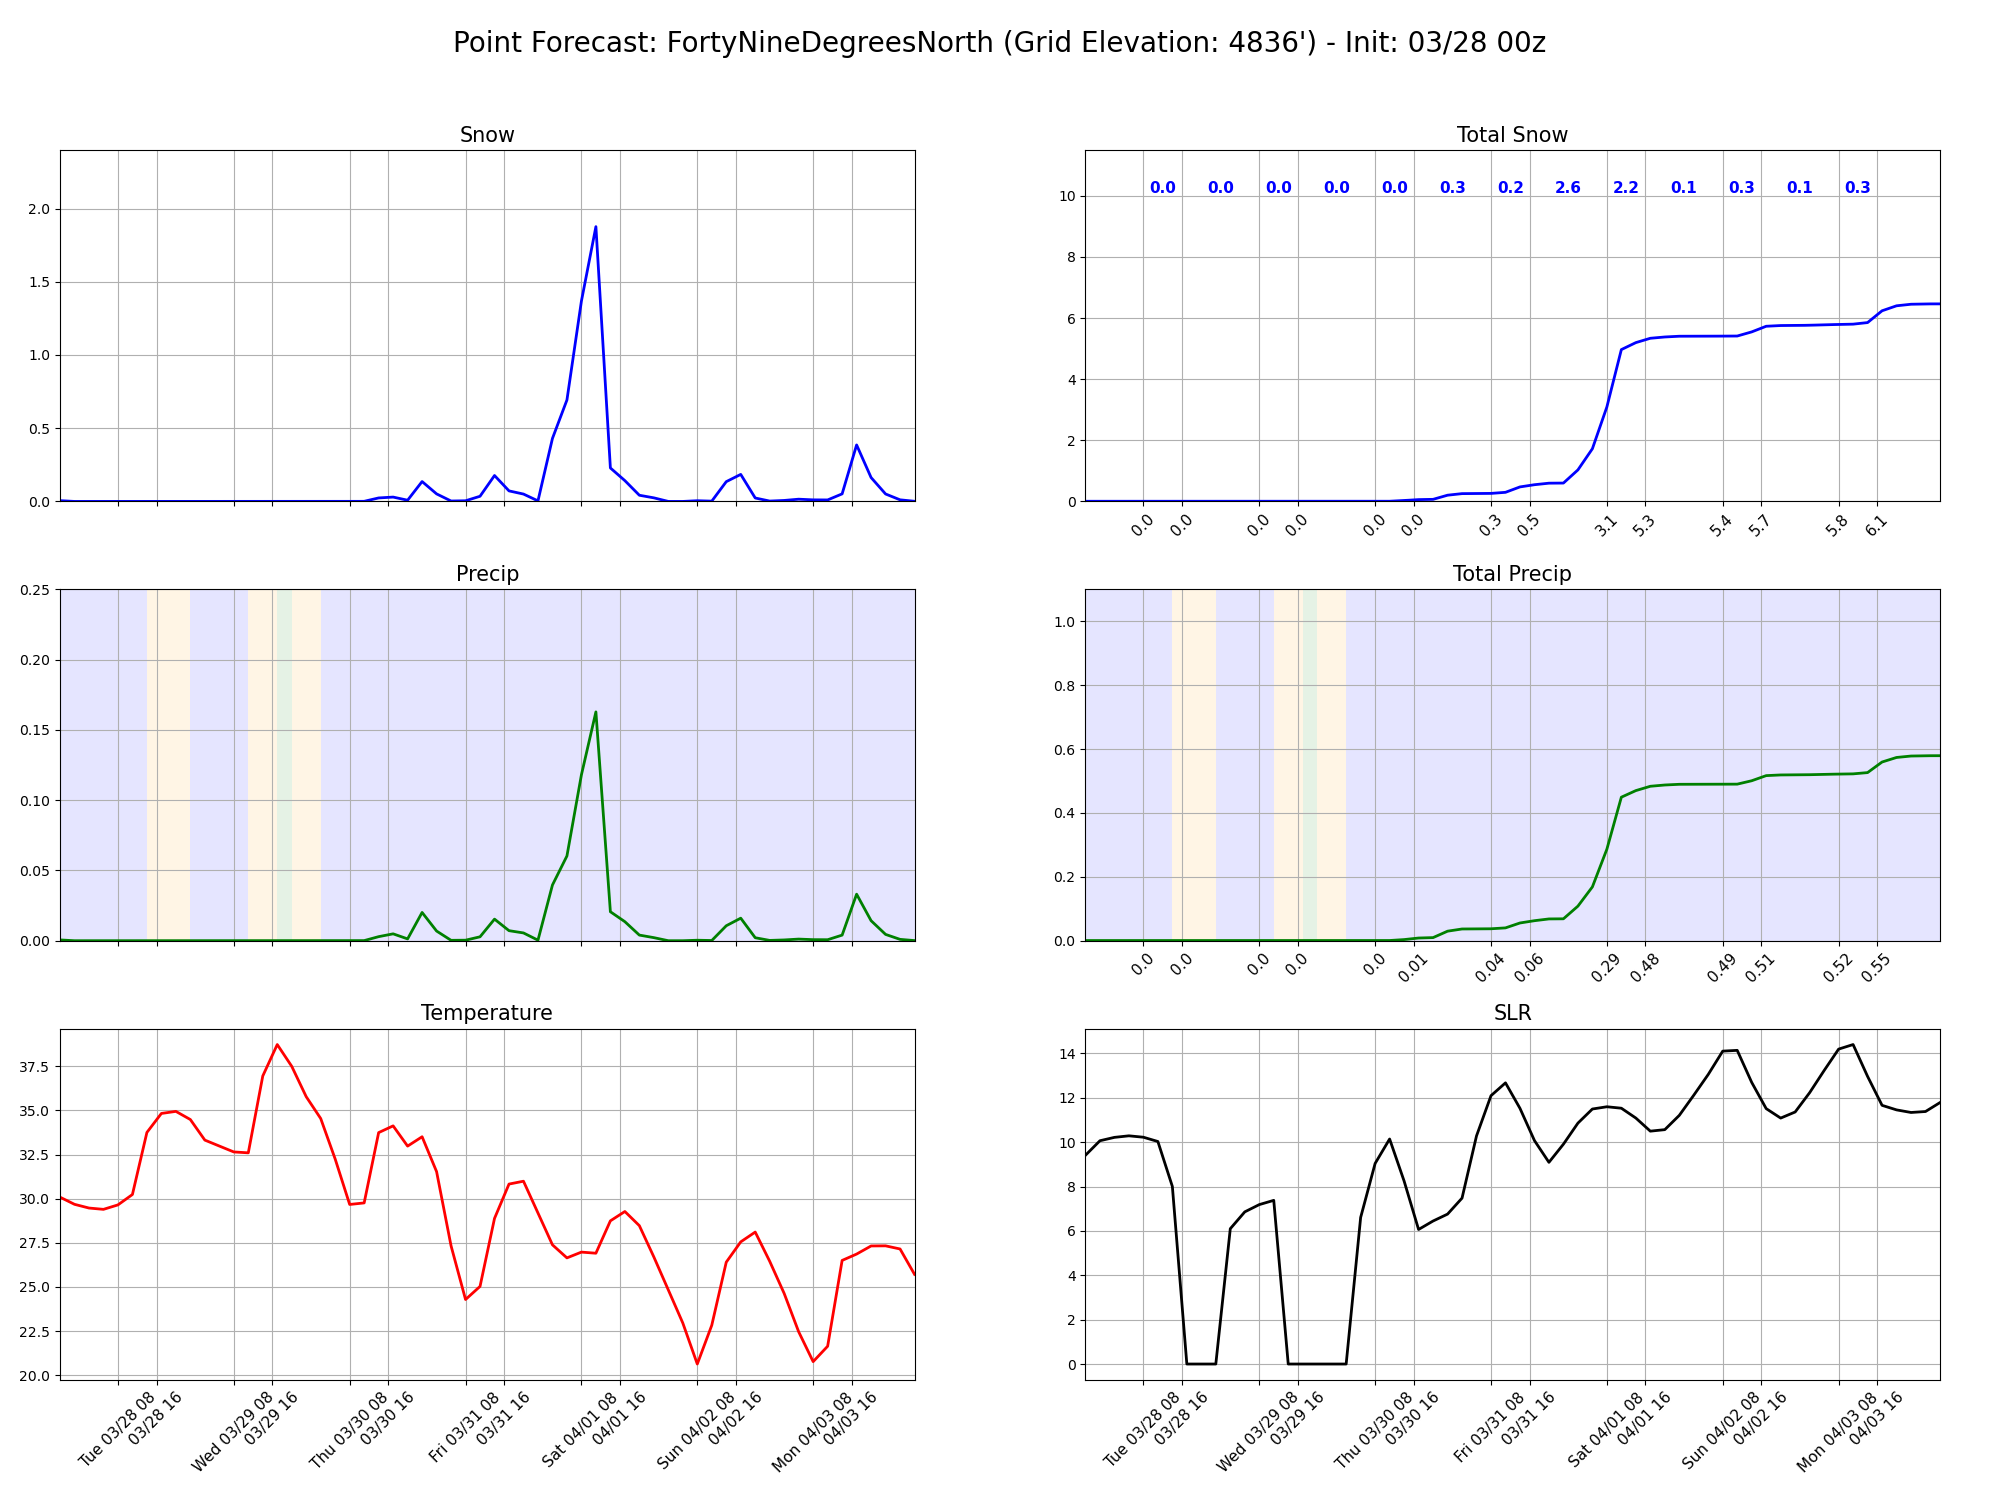 Point Forecast: FortyNineDegreesNorth (Grid Elevation: 4836') - Init: 03/28 00z
Snow
2.0
1.5
1.0
0.5
0.0
Total Snow
0.0 0.0 0.0 0.0 0.0 0.3 0.2 2.6 2.2 0.1 0.3 0.1 0.3
10
8
6
4
2
0
0.0 0.0 0.0 0.0 0.0 0.0 0.3 0.5 3.1 5.3 5.4 5.7 5.8 6.1
Precip
0.25
0.20
0.15
0.10
0.05
0.00
Total Precip
1.0
0.8
0.6
0.4
0.2
0.0
0.0 0.0 0.0 0.0 0.0 0.01 0.04 0.06 0.29 0.48 0.49 0.51 0.52 0.55
Temperature
37.5
35.0
32.5
30.0
27.5
25.0
22.5
20.0
Tue 03/28 08
03/28 16
Wed 03/29 08
03/29 16
Thu 03/30 08
03/30 16
Fri 03/31 08
03/31 16
Sat 04/01 08
04/01 16
Sun 04/02 08
04/02 16
Mon 04/03 08
04/03 16
SLR
14
12
10
8
6
4
2
0
Tue 03/28 08
03/28 16
Wed 03/29 08
03/29 16
Thu 03/30 08
03/30 16
Fri 03/31 08
03/31 16
Sat 04/01 08
04/01 16
Sun 04/02 08
04/02 16
Mon 04/03 08
04/03 16